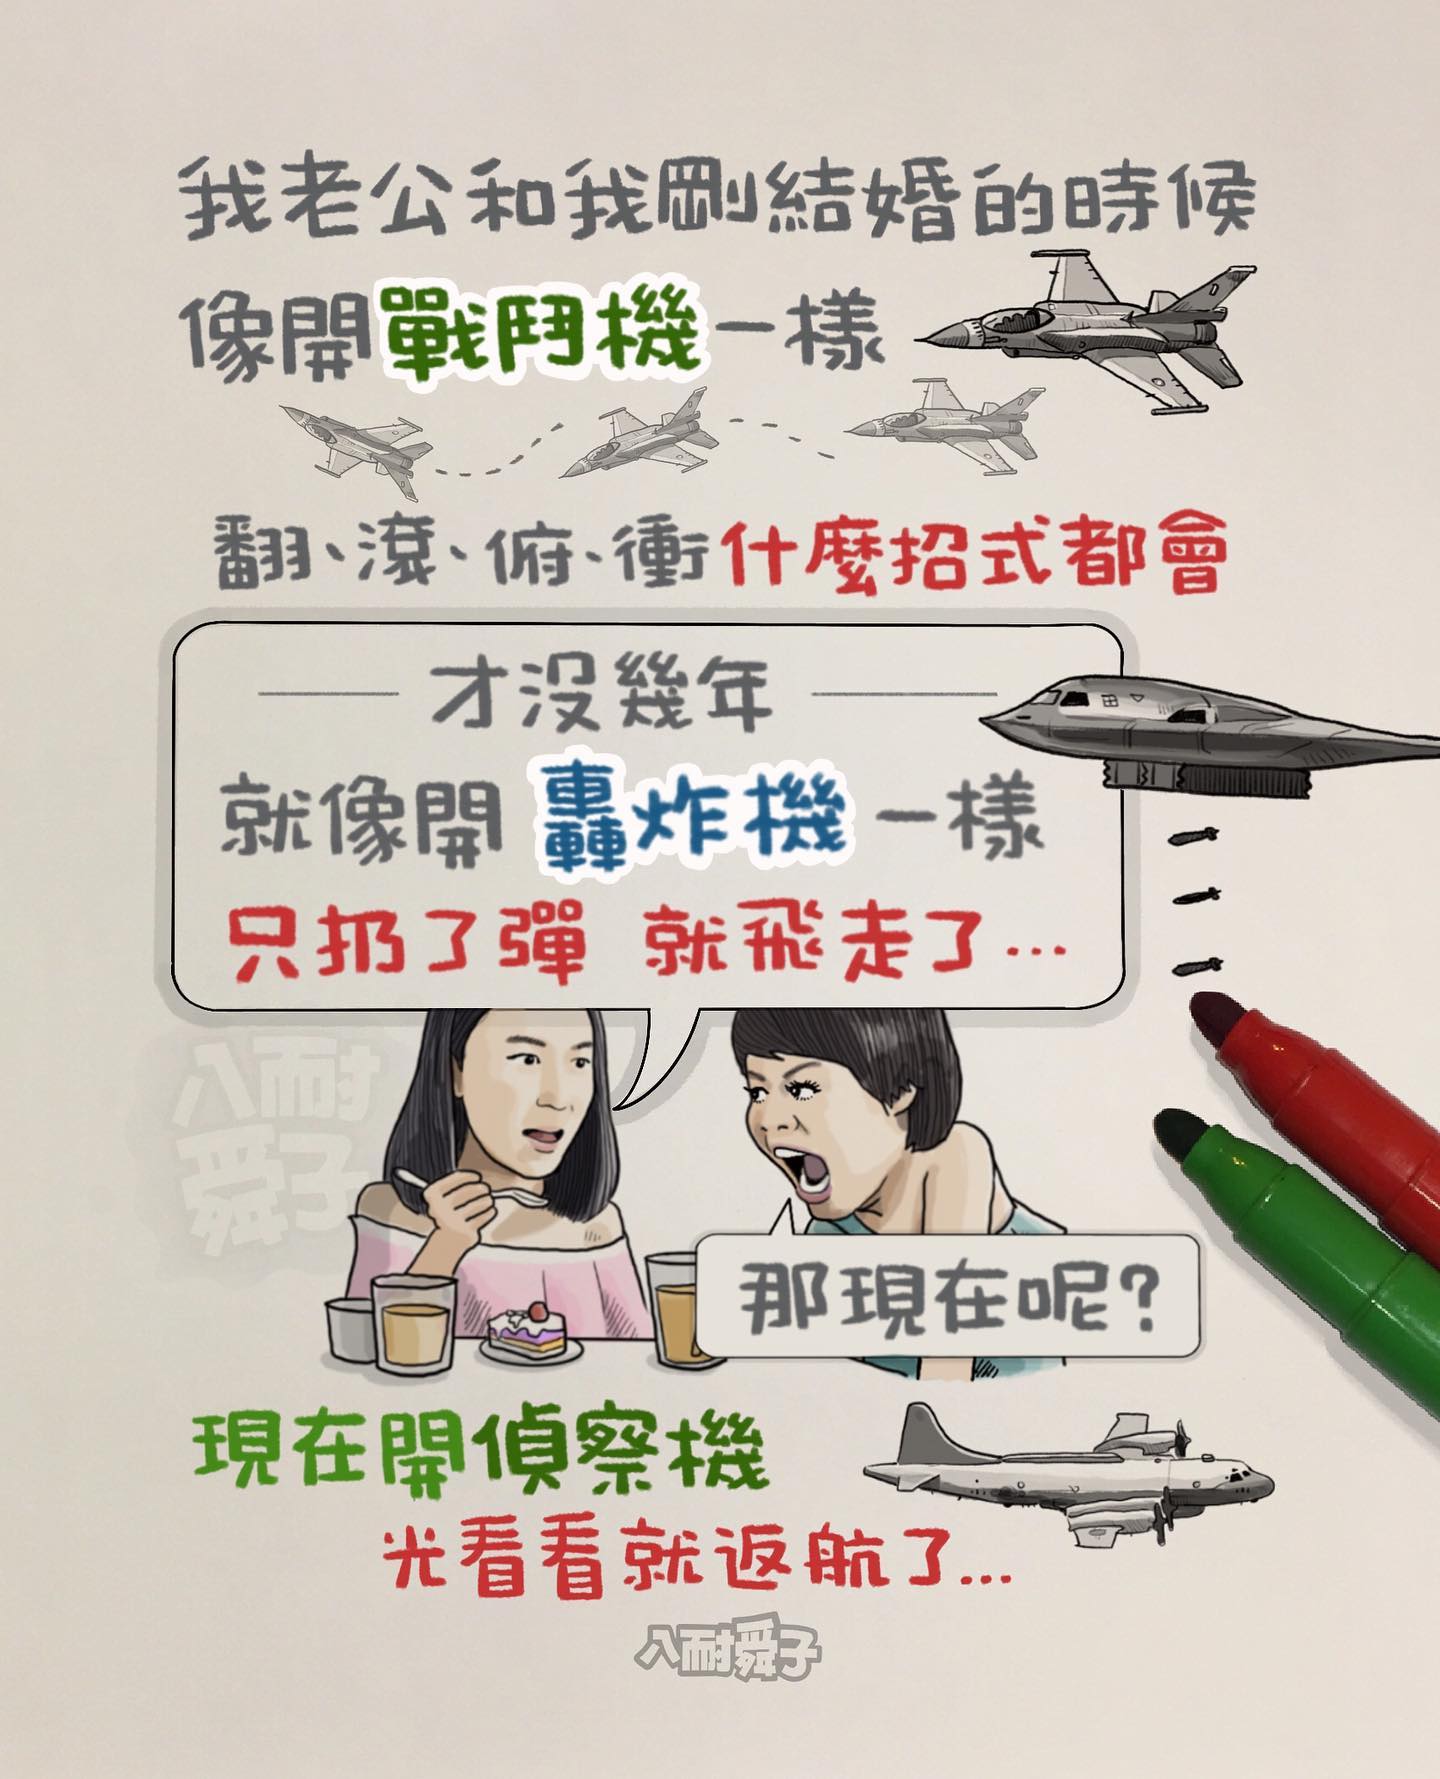 我老公和我剛結婚的時候
像開戰鬥機一樣
翻、滾、俯、衝什麼招式都會
才沒幾年
就像開轟炸機一樣
只扔了彈 就飛走了…
那現在呢?
現在開偵察機
光看看就返航了...
八耐舜子
八耐
舜子